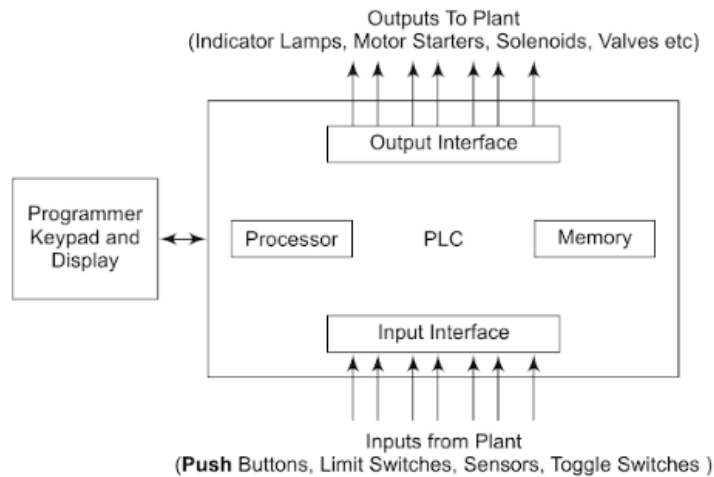 Outputs To Plant
(Indicator Lamps, Motor Starters, Solenoids, Valves etc)
Output Interface
Programmer
Keypad and
Display
Processor
PLC
Memory
Input Interface
Inputs from Plant
(Push Buttons, Limit Switches, Sensors, Toggle Switches )